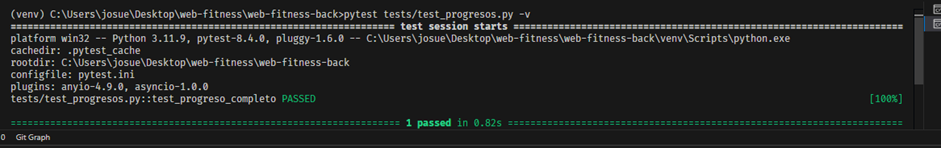 (venv) C:\Users\josue\Desktop\web-fitness\web-fitness-back>pytest tests/test_progresos.py -v
=================================================================== test session starts ====================================================================
platform win32 -- Python 3.11.9, pytest-8.4.0, pluggy-1.6.0 -- C:\Users\josue\Desktop\web-fitness\web-fitness-back\venv\Scripts\python.exe
cachedir: .pytest_cache
rootdir: C:\Users\josue\Desktop\web-fitness\web-fitness-back
configfile: pytest.ini
plugins: anyio-4.9.0, asyncio-1.0.0
tests/test_progresos.py::test_progreso_completo PASSED [100%]
==================================================================== 1 passed in 0.82s =====================================================================
0 Git Graph